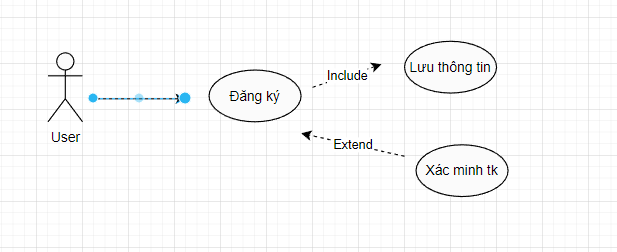 Lưu thông tin
Include
Đăng ký
User
Extend
Xác minh tk